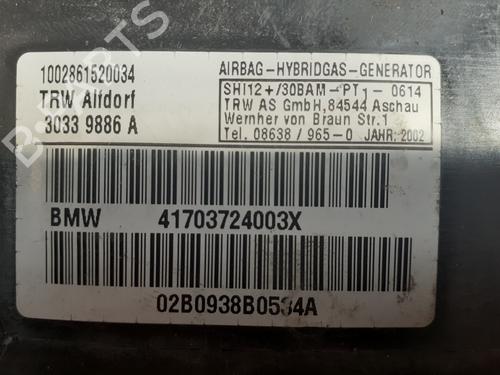 1002861520034
TRW Alfdorf
3033 9886 A
AIRBAG-HYBRIDGAS-GENERATOR
SHI12+/30BAM-PT1-0614
TRW AS GmbH,84544 Aschau
Wernher von Braun Str.1
Tel. 08638/965-0 JAHR:2002
BMW 41703724003X
02B0938B0534A